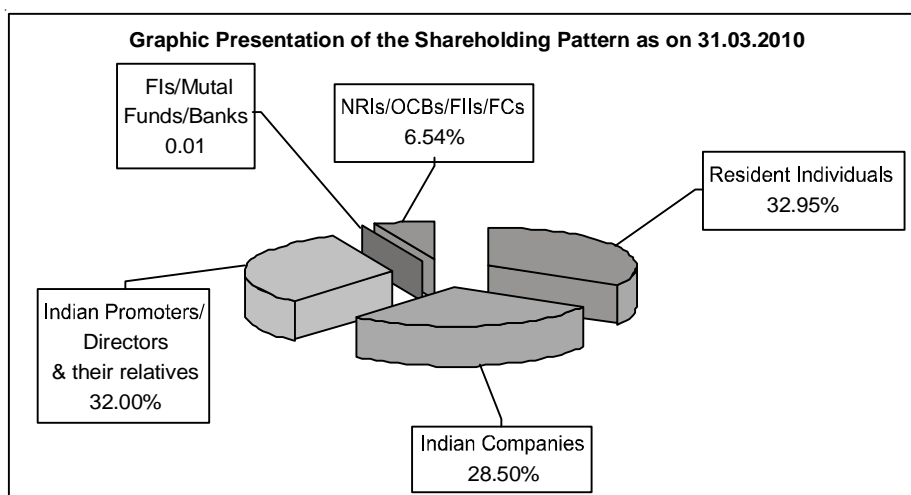 Graphic Presentation of the Shareholding Pattern as on 31.03.2010
FIs/Mutal
Funds/Banks
0.01
NRIs/OCBs/FIIs/FCs
6.54%
Resident Individuals
32.95%
Indian Promoters/
Directors
& their relatives
32.00%
Indian Companies
28.50%